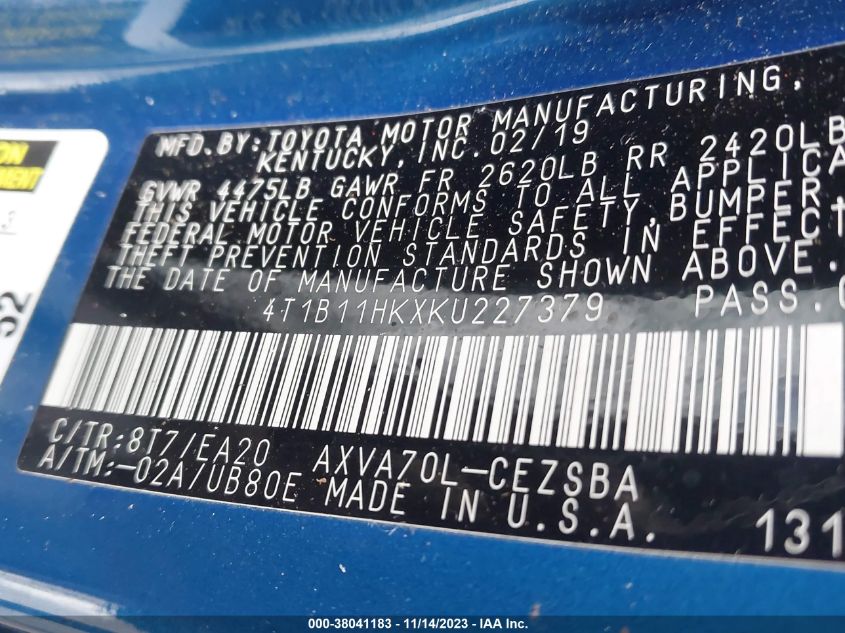 MFD. BY: TOYOTA MOTOR MANUFACTURING,
KENTUCKY, INC. 02/19
GVWR 4475LB GAWR FR 2620LB RR 2420LB
THIS VEHICLE CONFORMS TO ALL APPLICA
FEDERAL MOTOR VEHICLE SAFETY, BUMPER,
THEFT PREVENTION STANDARDS IN EFFECT
THE DATE OF MANUFACTURE SHOWN ABOVE.
4T1B11HKXKU227379 PASS.
C/TR: 8T7/EA20 AXVA70L-CEZSBA
A/TM: -02A/UB80E MADE IN U.S.A. 131
52
000-38041183 - 11/14/2023 - IAA Inc.